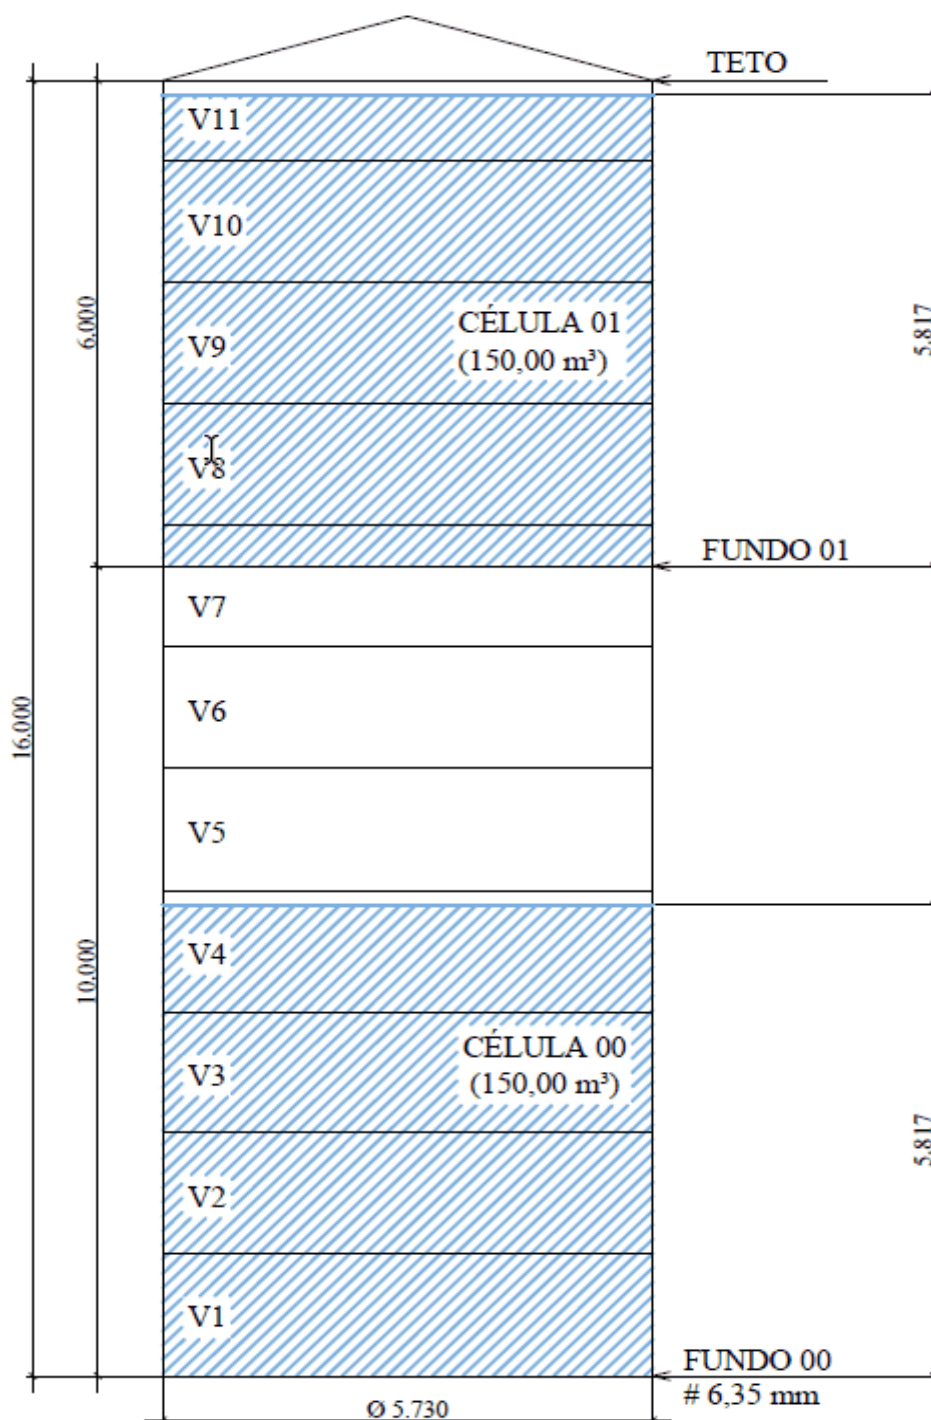 TETO
V11
V10
6.000
CÉLULA 01
(150,00 m³)
5.817
V9
V8
FUNDO 01
V7
V6
16.000
V5
V4
10.000
CÉLULA 00
(150,00 m³)
V3
5.817
V2
V1
FUNDO 00
# 6,35 mm
Ø 5.730